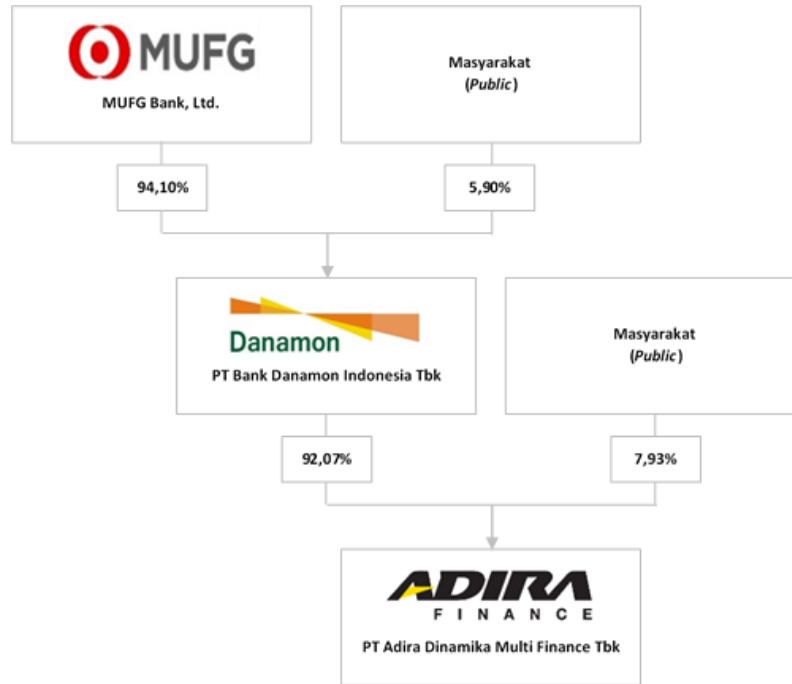 MUFG
MUFG Bank, Ltd.
Masyarakat
(Public)
94,10%
5,90%
Danamon
PT Bank Danamon Indonesia Tbk
Masyarakat
(Public)
92,07%
7,93%
ADIRA
FINANCE
PT Adira Dinamika Multi Finance Tbk